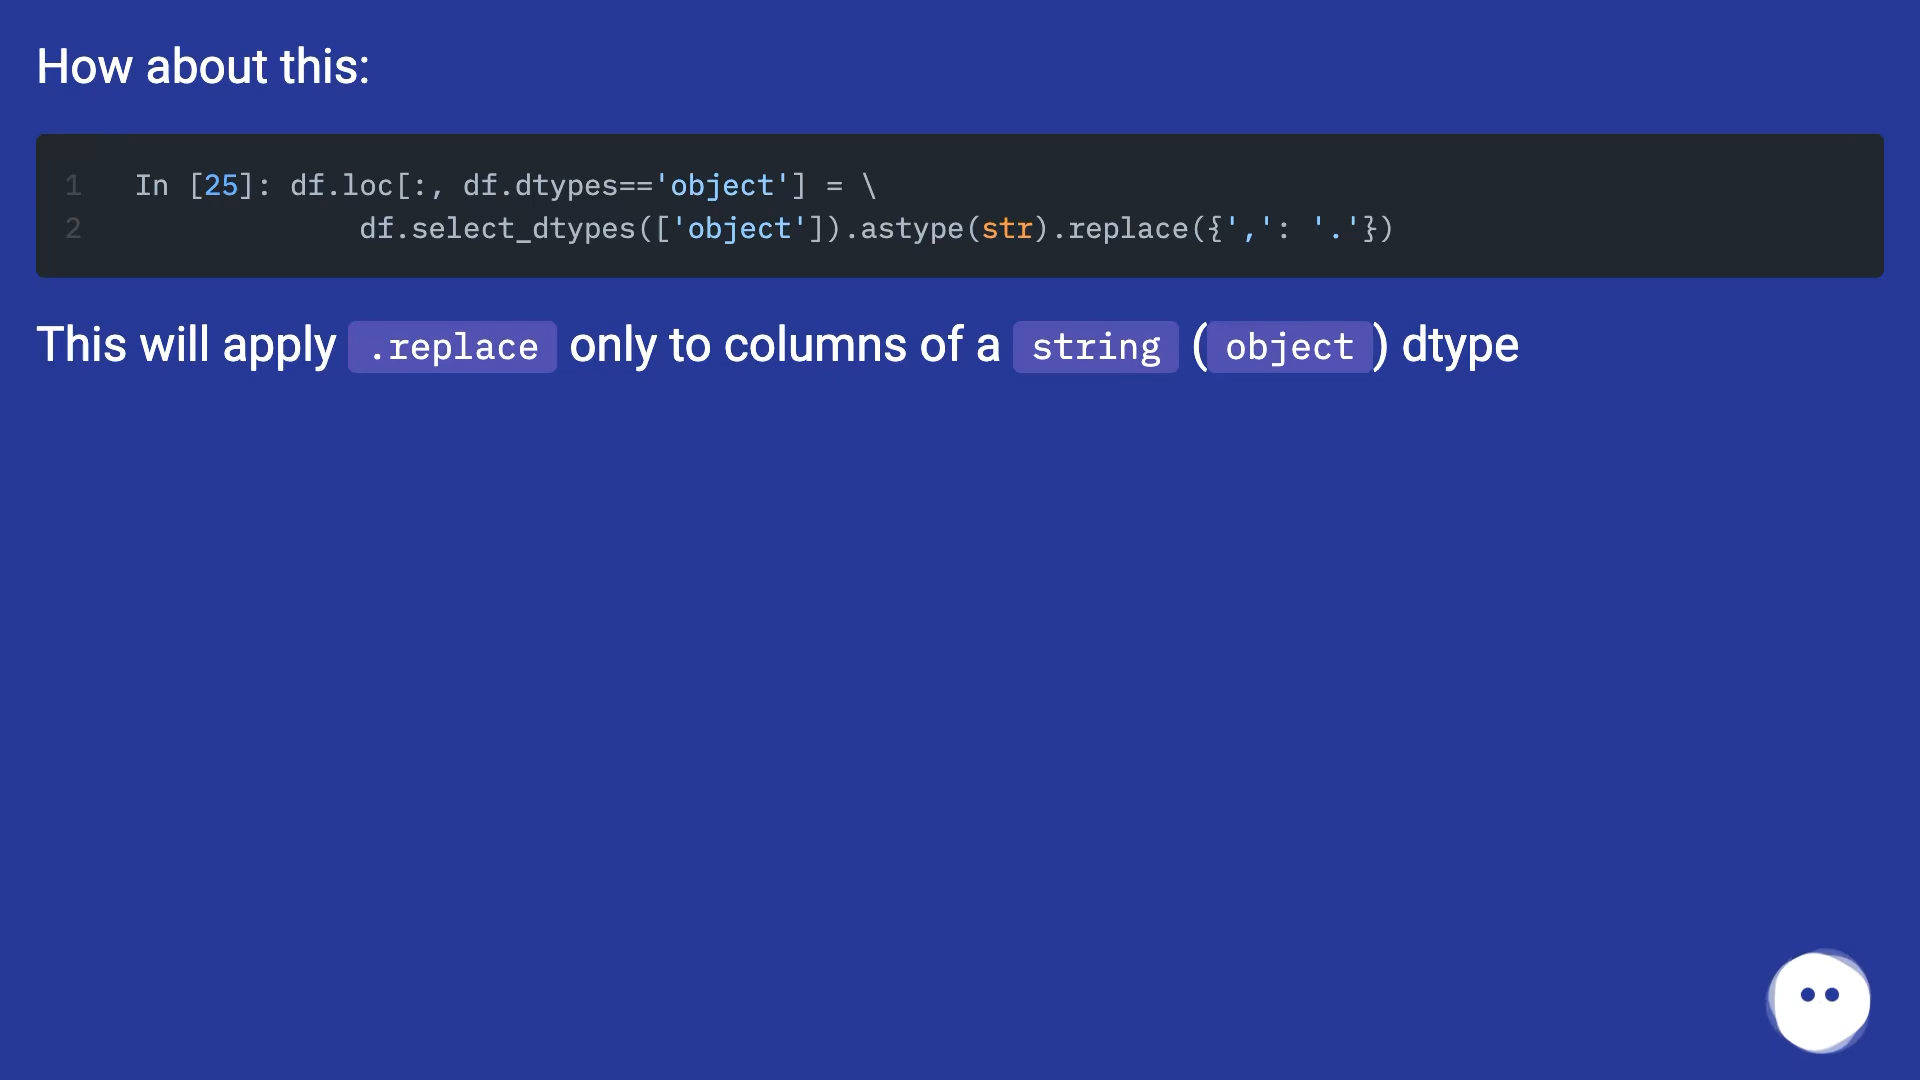 How about this:
1 In [25]: df.loc[:, df.dtypes=='object'] = \
2 df.select_dtypes(['object']).astype(str).replace({',': '.'})
This will apply .replace only to columns of a string (object) dtype